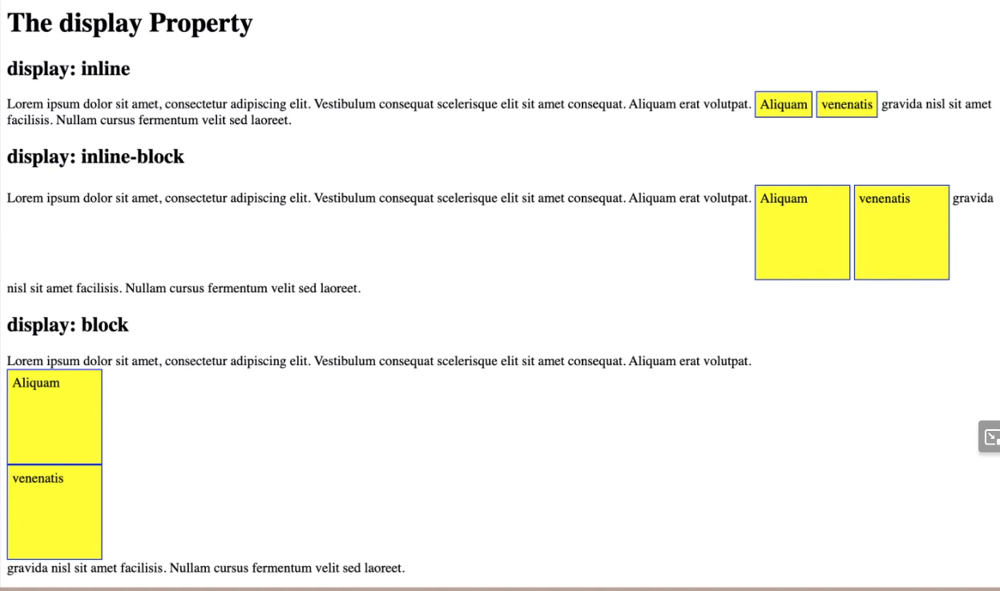 The display Property
display: inline
Lorem ipsum dolor sit amet, consectetur adipiscing elit. Vestibulum consequat scelerisque elit sit amet consequat. Aliquam erat volutpat. Aliquam venenatis gravida nisl sit amet
facilisis. Nullam cursus fermentum velit sed laoreet.
display: inline-block
Lorem ipsum dolor sit amet, consectetur adipiscing elit. Vestibulum consequat scelerisque elit sit amet consequat. Aliquam erat volutpat. Aliquam venenatis gravida
nisl sit amet facilisis. Nullam cursus fermentum velit sed laoreet.
display: block
Lorem ipsum dolor sit amet, consectetur adipiscing elit. Vestibulum consequat scelerisque elit sit amet consequat. Aliquam erat volutpat.
Aliquam
venenatis
gravida nisl sit amet facilisis. Nullam cursus fermentum velit sed laoreet.